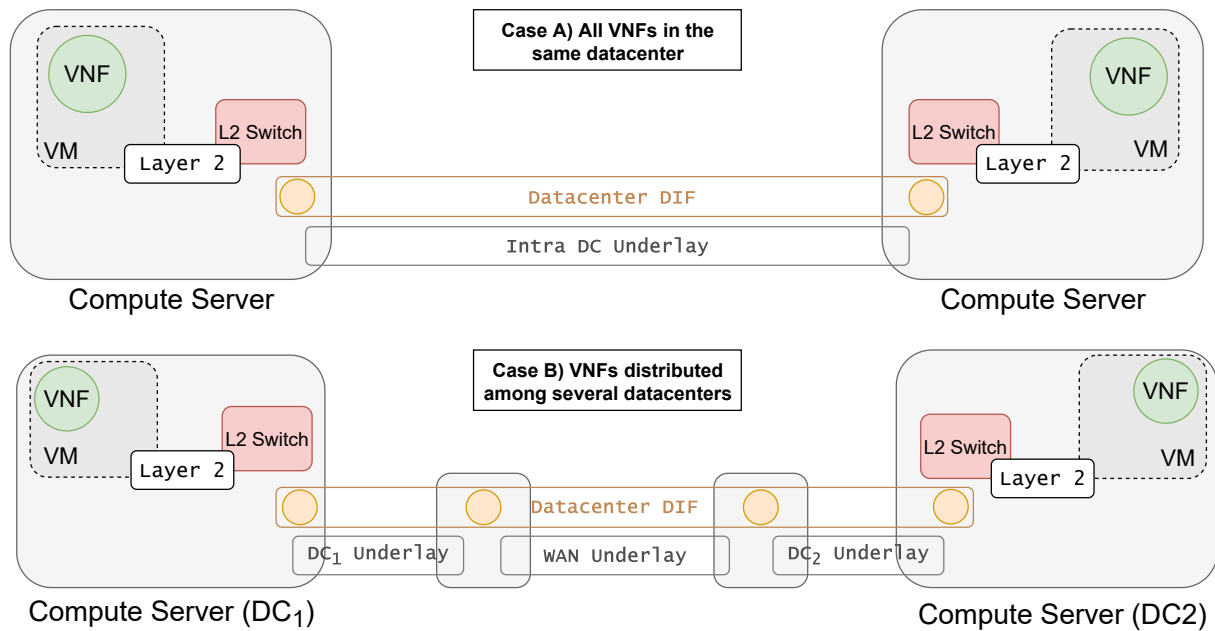 Case A) All VNFs in the
same datacenter
VNF
VM
Layer 2
L2 Switch
VNF
VM
Layer 2
L2 Switch
Datacenter DIF
Intra DC Underlay
Compute Server
Compute Server
Case B) VNFs distributed
among several datacenters
VNF
VM
Layer 2
L2 Switch
VNF
VM
Layer 2
L2 Switch
Datacenter DIF
DC₁ Underlay
WAN Underlay
DC₂ Underlay
Compute Server (DC₁)
Compute Server (DC2)